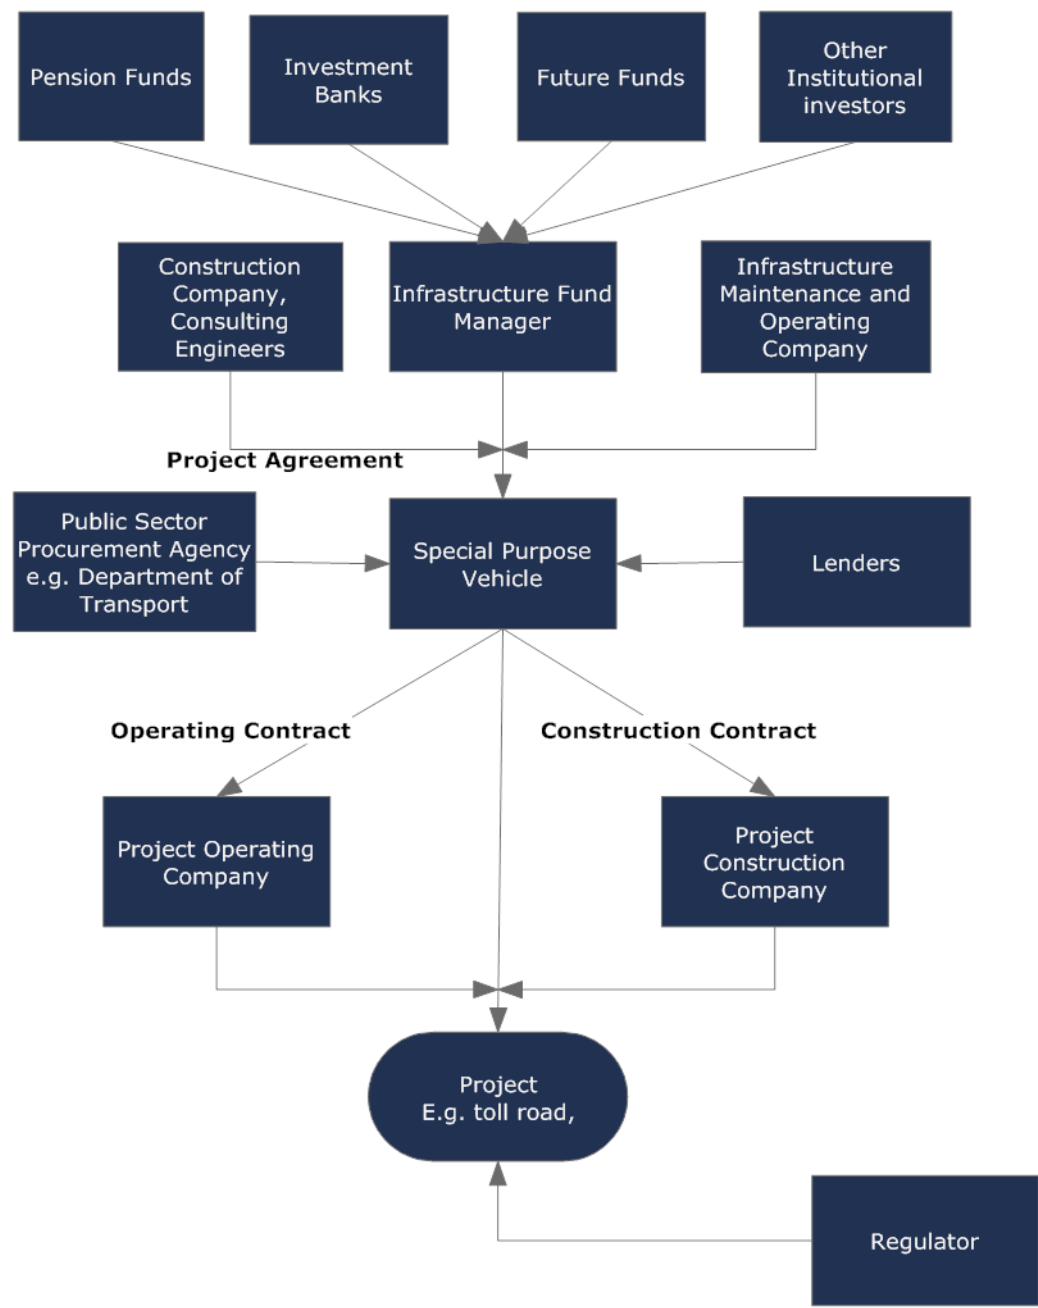 Pension Funds
Investment
Banks
Future Funds
Other
Institutional
investors
Construction
Company,
Consulting
Engineers
Infrastructure Fund
Manager
Infrastructure
Maintenance and
Operating
Company
Project Agreement
Public Sector
Procurement Agency
e.g. Department of
Transport
Special Purpose
Vehicle
Lenders
Operating Contract
Construction Contract
Project Operating
Company
Project
Construction
Company
Project
E.g. toll road,
Regulator